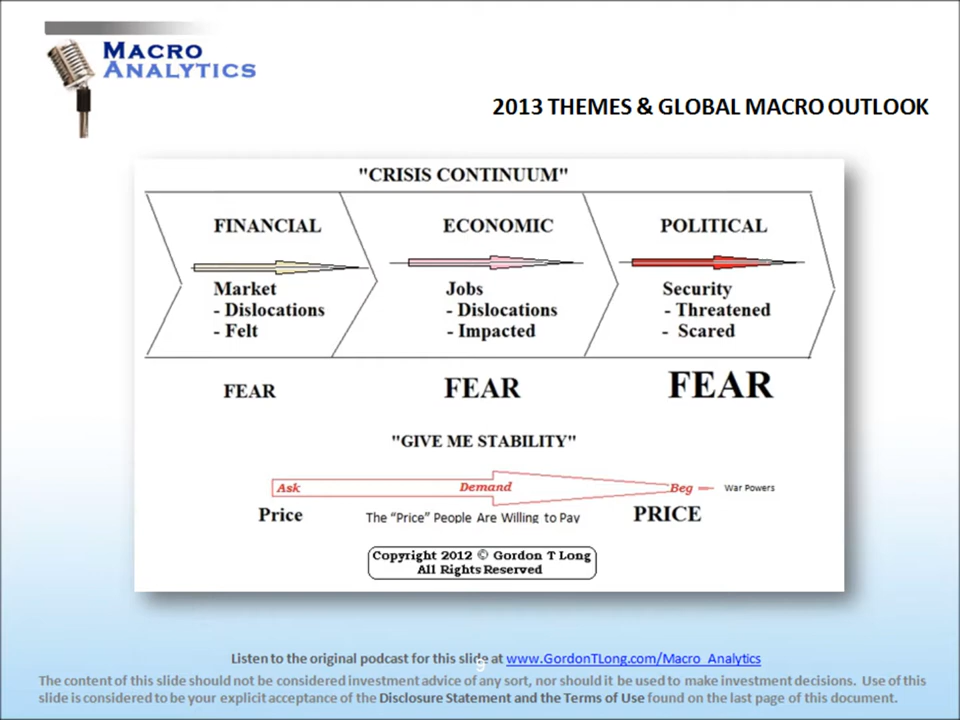 MACRO
ANALYTICS
2013 THEMES & GLOBAL MACRO OUTLOOK
"CRISIS CONTINUUM"
FINANCIAL ECONOMIC POLITICAL
Market Jobs Security
- Dislocations - Dislocations - Threatened
- Felt - Impacted - Scared
FEAR FEAR FEAR
"GIVE ME STABILITY"
Ask Demand Beg War Powers
Price The “Price” People Are Willing to Pay PRICE
Copyright 2012 © Gordon T Long
All Rights Reserved
Listen to the original podcast for this slide at www.GordonTLong.com/Macro_Analytics
9
The content of this slide should not be considered investment advice of any sort, nor should it be used to make investment decisions. Use of this
slide is considered to be your explicit acceptance of the Disclosure Statement and the Terms of Use found on the last page of this document.